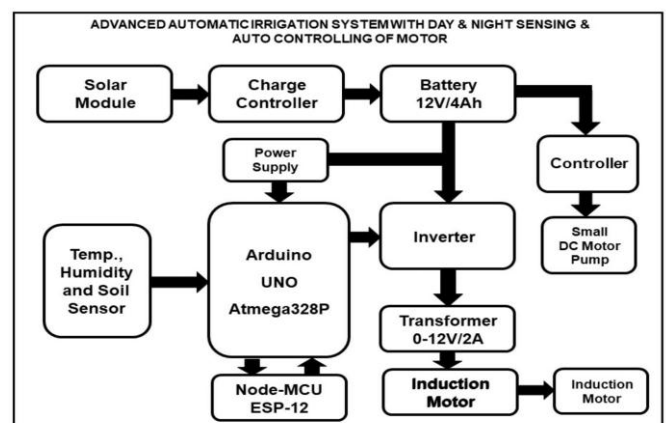 ADVANCED AUTOMATIC IRRIGATION SYSTEM WITH DAY & NIGHT SENSING &
AUTO CONTROLLING OF MOTOR
Solar
Module
Charge
Controller
Battery
12V/4Ah
Power
Supply
Controller
Temp.,
Humidity
and Soil
Sensor
Arduino
UNO
Atmega328P
Inverter
Small
DC Motor
Pump
Transformer
0-12V/2A
Node-MCU
ESP-12
Induction
Motor
Induction
Motor